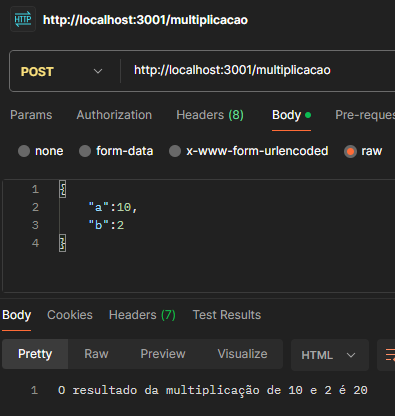 HTTP http://localhost:3001/multiplicacao
POST http://localhost:3001/multiplicacao
Params Authorization Headers (8) Body Pre-reques
none form-data x-www-form-urlencoded raw
1 {
2 "a":10,
3 "b":2
4 }
Body Cookies Headers (7) Test Results
Pretty Raw Preview Visualize HTML
1 O resultado da multiplicação de 10 e 2 é 20